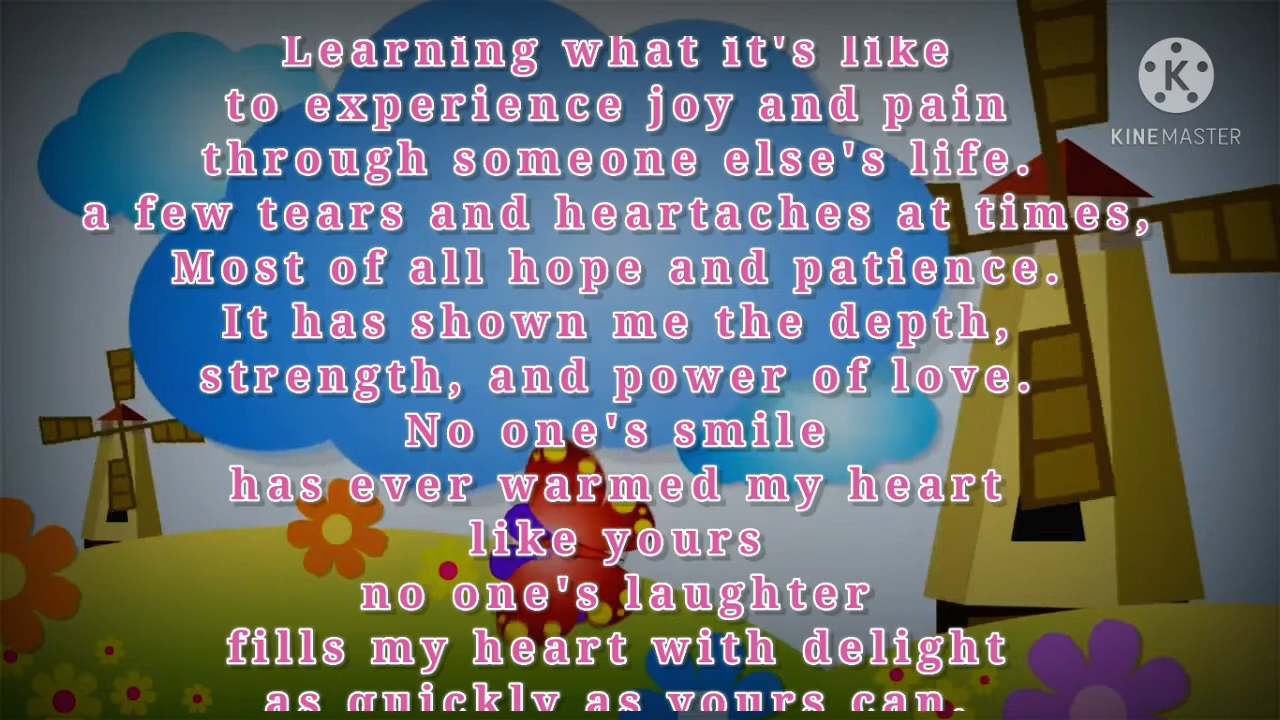 Learning what it's like
to experience joy and pain
through someone else's life.
a few tears and heartaches at times,
Most of all hope and patience.
It has shown me the depth,
strength, and power of love.
No one's smile
has ever warmed my heart
like yours
no one's laughter
fills my heart with delight
as quickly as yours can.
K
KINEMASTER